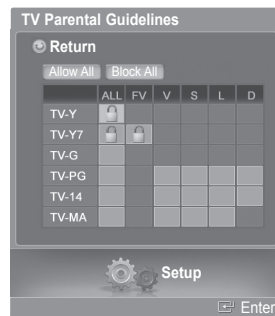 TV Parental Guidelines
Return
Allow All Block All
ALL FV V S L D
TV-Y
TV-Y7
TV-G
TV-PG
TV-14
TV-MA
Setup
Enter